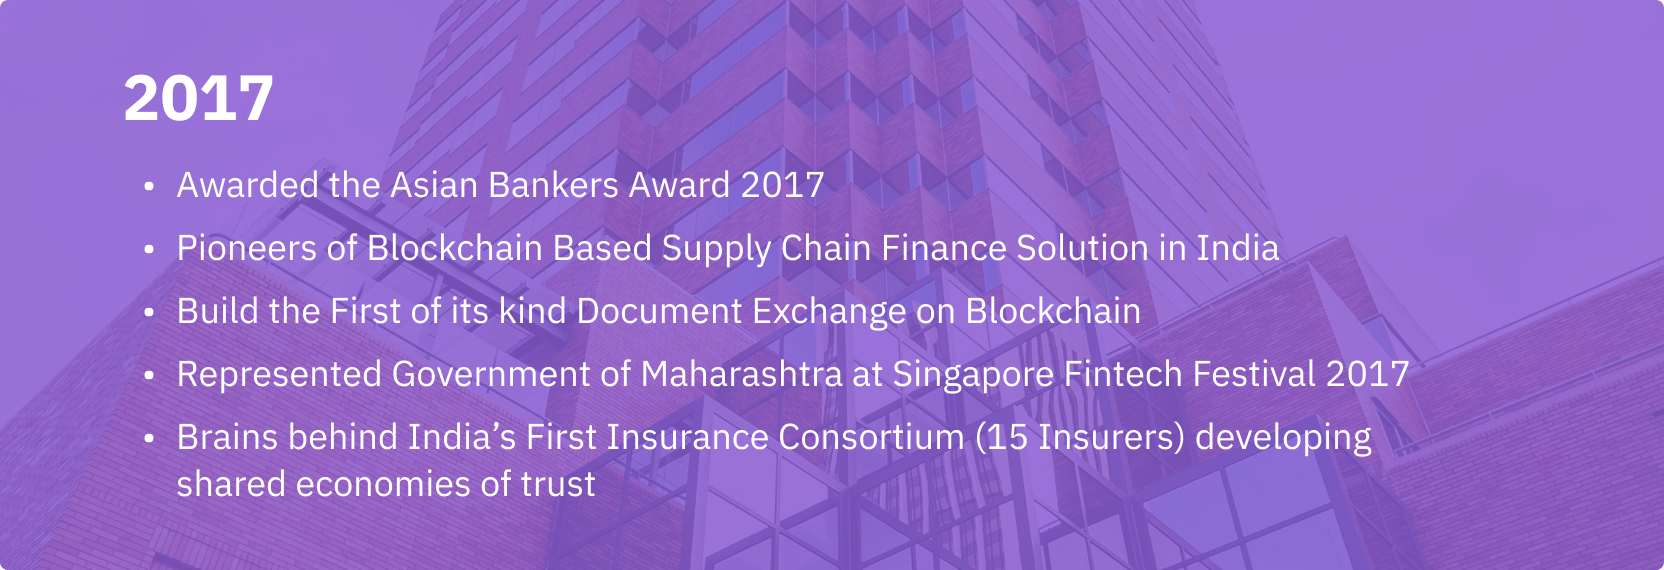 2017
• Awarded the Asian Bankers Award 2017
• Pioneers of Blockchain Based Supply Chain Finance Solution in India
• Build the First of its kind Document Exchange on Blockchain
• Represented Government of Maharashtra at Singapore Fintech Festival 2017
• Brains behind India’s First Insurance Consortium (15 Insurers) developing
shared economies of trust